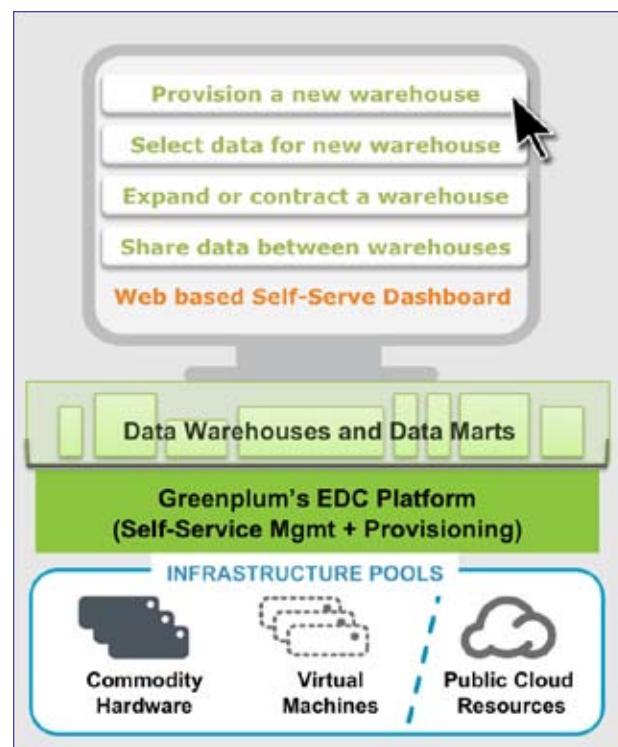 Provision a new warehouse
Select data for new warehouse
Expand or contract a warehouse
Share data between warehouses
Web based Self-Serve Dashboard
Data Warehouses and Data Marts
Greenplum's EDC Platform
(Self-Service Mgmt + Provisioning)
INFRASTRUCTURE POOLS
Commodity
Hardware
Virtual
Machines
Public Cloud
Resources